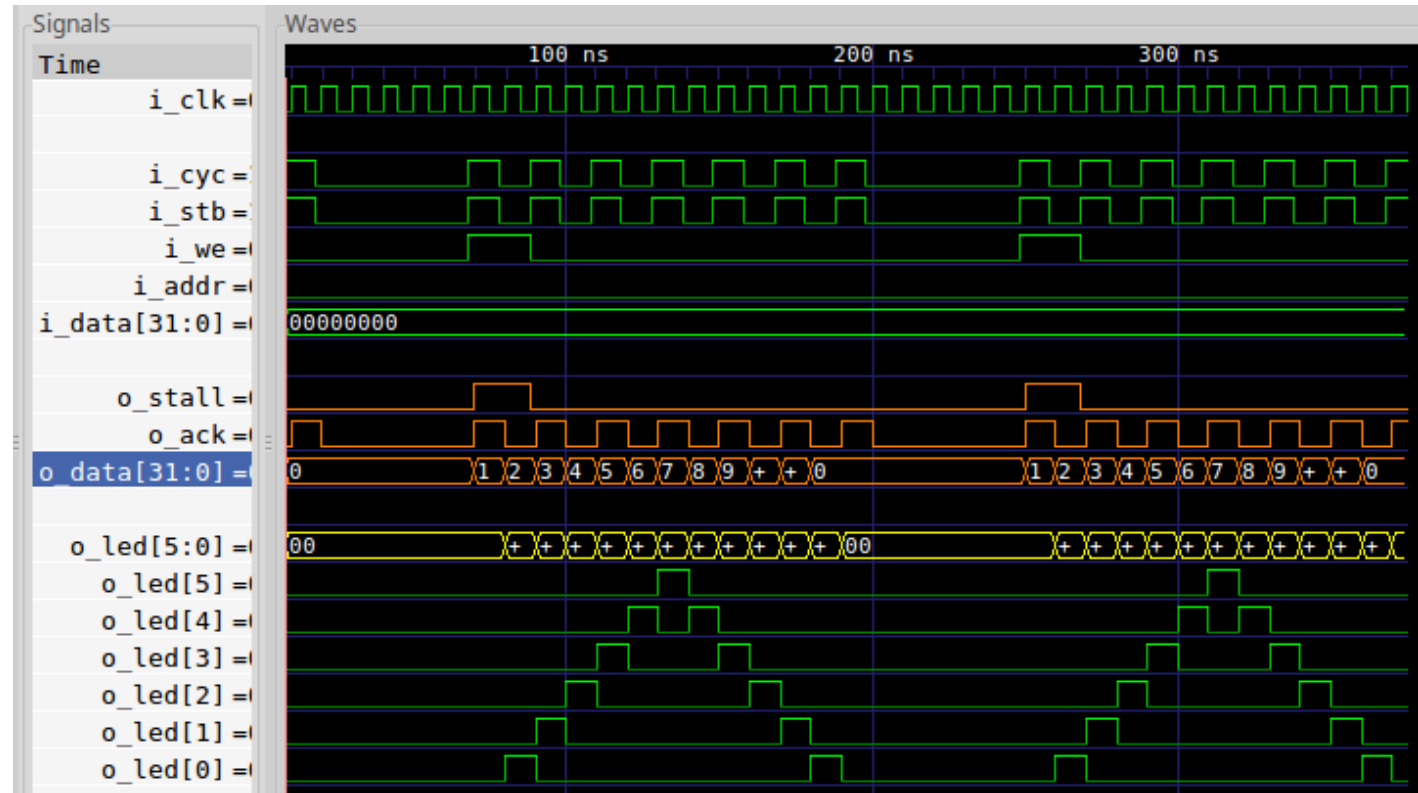 Signals
Waves
Time
100 ns 200 ns 300 ns
i_clk =
i_cyc =
i_stb =
i_we =
i_addr =
i_data[31:0] =
00000000
o_stall =
o_ack =
o_data[31:0] =
0 1 2 3 4 5 6 7 8 9 + + 0 1 2 3 4 5 6 7 8 9 + + 0
o_led[5:0] =
00 + + + + + + + + + + + 00 + + + + + + + + + + +
o_led[5] =
o_led[4] =
o_led[3] =
o_led[2] =
o_led[1] =
o_led[0] =